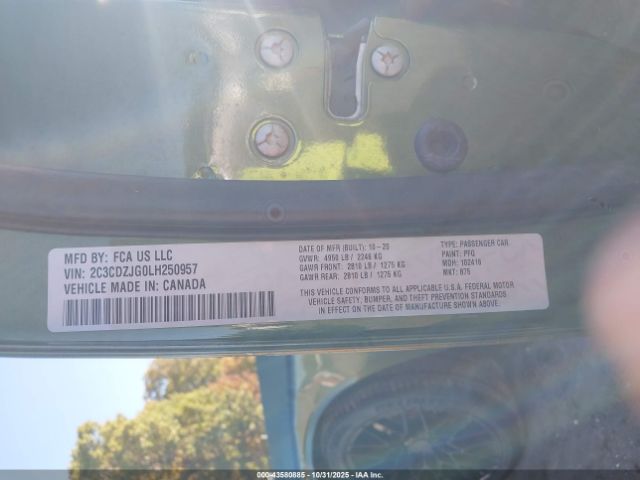 MFD BY: FCA US LLC
VIN: 2C3CDZJG0LH250957
VEHICLE MADE IN: CANADA
DATE OF MFR (BUILT): 10-20
GVWR: 4950 LB / 2246 KG
GAWR FRONT: 2810 LB / 1275 KG
GAWR REAR: 2810 LB / 1275 KG
TYPE: PASSENGER CAR
PAINT: PFQ
MDH: 102416
MNT: 875
THIS VEHICLE CONFORMS TO ALL APPLICABLE U.S.A. FEDERAL MOTOR
VEHICLE SAFETY, BUMPER, AND THEFT PREVENTION STANDARDS
IN EFFECT ON THE DATE OF MANUFACTURE SHOWN ABOVE.
000-43580885 • 10/31/2025 • IAA Inc.